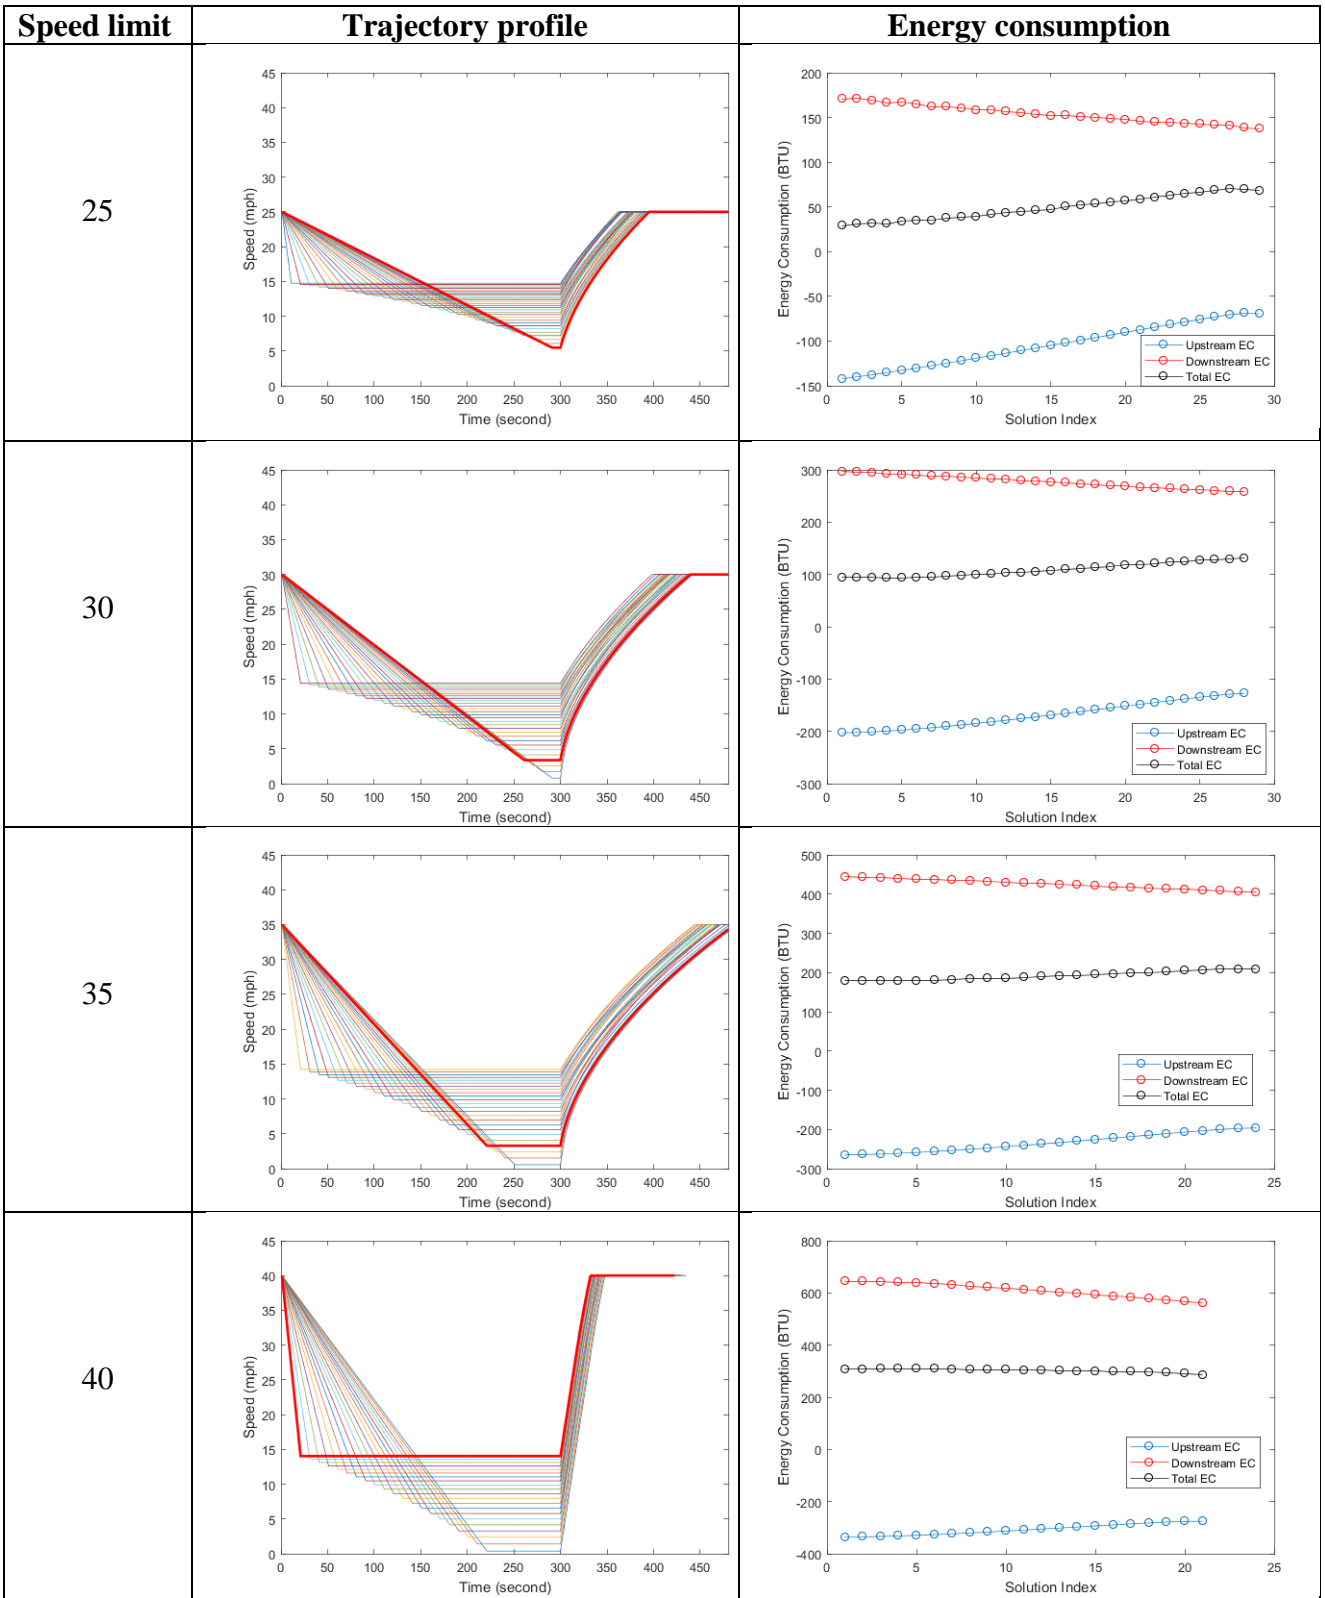 Speed limit Trajectory profile Energy consumption
25
45
40
35
30
25
20
15
10
5
0
Speed (mph)
0 50 100 150 200 250 300 350 400 450
Time (second)
200
150
100
50
0
-50
-100
-150
Energy Consumption (BTU)
Upstream EC
Downstream EC
Total EC
0 5 10 15 20 25 30
Solution Index
30
45
40
35
30
25
20
15
10
5
0
Speed (mph)
0 50 100 150 200 250 300 350 400 450
Time (second)
300
200
100
0
-100
-200
-300
Energy Consumption (BTU)
Upstream EC
Downstream EC
Total EC
0 5 10 15 20 25 30
Solution Index
35
45
40
35
30
25
20
15
10
5
0
Speed (mph)
0 50 100 150 200 250 300 350 400 450
Time (second)
500
400
300
200
100
0
-100
-200
-300
Energy Consumption (BTU)
Upstream EC
Downstream EC
Total EC
0 5 10 15 20 25
Solution Index
40
45
40
35
30
25
20
15
10
5
0
Speed (mph)
0 50 100 150 200 250 300 350 400 450
Time (second)
800
600
400
200
0
-200
-400
Energy Consumption (BTU)
Upstream EC
Downstream EC
Total EC
0 5 10 15 20 25
Solution Index